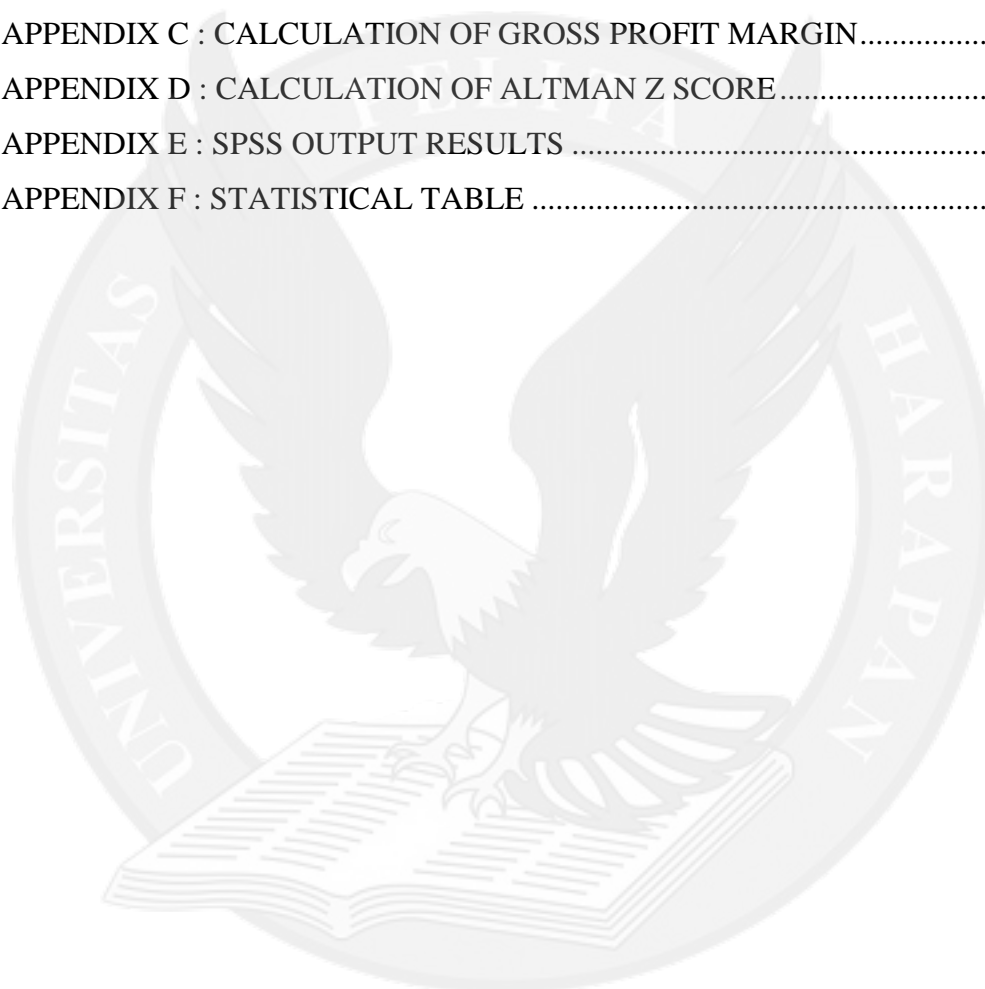 APPENDIX C : CALCULATION OF GROSS PROFIT MARGIN................
APPENDIX D : CALCULATION OF ALTMAN Z SCORE..........................
APPENDIX E : SPSS OUTPUT RESULTS ....................................................
APPENDIX F : STATISTICAL TABLE .........................................................
UNIVERSITAS PELITA HARAPAN